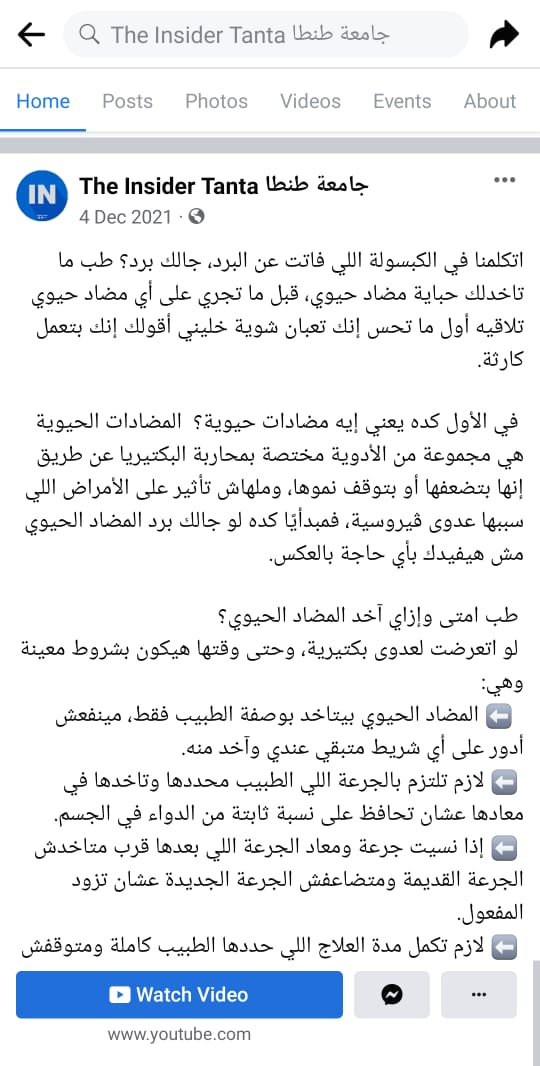 The Insider Tanta جامعة طنطا
Home Posts Photos Videos Events About
IN
The Insider Tanta جامعة طنطا
4 Dec 2021 ·
اتكلمنا في الكبسولة اللي فاتت عن البرد، جالك برد؟ طب ما
تاخدلك حباية مضاد حيوي، قبل ما تجري على أي مضاد حيوي
تلاقيه أول ما تحس إنك تعبان شوية خليني أقولك إنك بتعمل
كارثة.
في الأول كده يعني إيه مضادات حيوية؟ المضادات الحيوية
هي مجموعة من الأدوية مختصة بمحاربة البكتيريا عن طريق
إنها بتضعفها أو بتوقف نموها، وملهاش تأثير على الأمراض اللي
سببها عدوى ڤيروسية، فمبدأيًا كده لو جالك برد المضاد الحيوي
مش هيفيدك بأي حاجة بالعكس.
طب امتى وإزاي آخد المضاد الحيوي؟
لو اتعرضت لعدوى بكتيرية، وحتى وقتها هيكون بشروط معينة
وهي:
⬅️ المضاد الحيوي بيتاخد بوصفة الطبيب فقط، مينفعش
أدور على أي شريط متبقي عندي وآخد منه.
⬅️ لازم تلتزم بالجرعة اللي الطبيب محددها وتاخدها في
معادها عشان تحافظ على نسبة ثابتة من الدواء في الجسم.
⬅️ إذا نسيت جرعة ومعاد الجرعة اللي بعدها قرب متاخدش
الجرعة القديمة ومتضاعفش الجرعة الجديدة عشان تزود
المفعول.
⬅️ لازم تكمل مدة العلاج اللي حددها الطبيب كاملة ومتوقفش
Watch Video
www.youtube.com